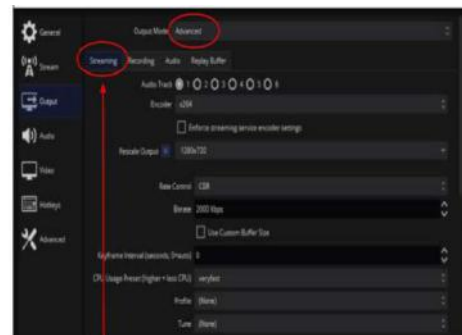 General
Stream
Output
Audio
Video
Hotkeys
Advanced
Output Mode Advanced
Streaming Recording Audio Replay Buffer
Audio Track 1 2 3 4 5 6
Encoder x264
Enforce streaming service encoder settings
Rescale Output 1280x720
Rate Control CBR
Bitrate 2000 Kbps
Use Custom Buffer Size
Keyframe Interval (seconds, 0=auto) 0
CPU Usage Preset (higher = less CPU) veryfast
Profile (None)
Tune (None)